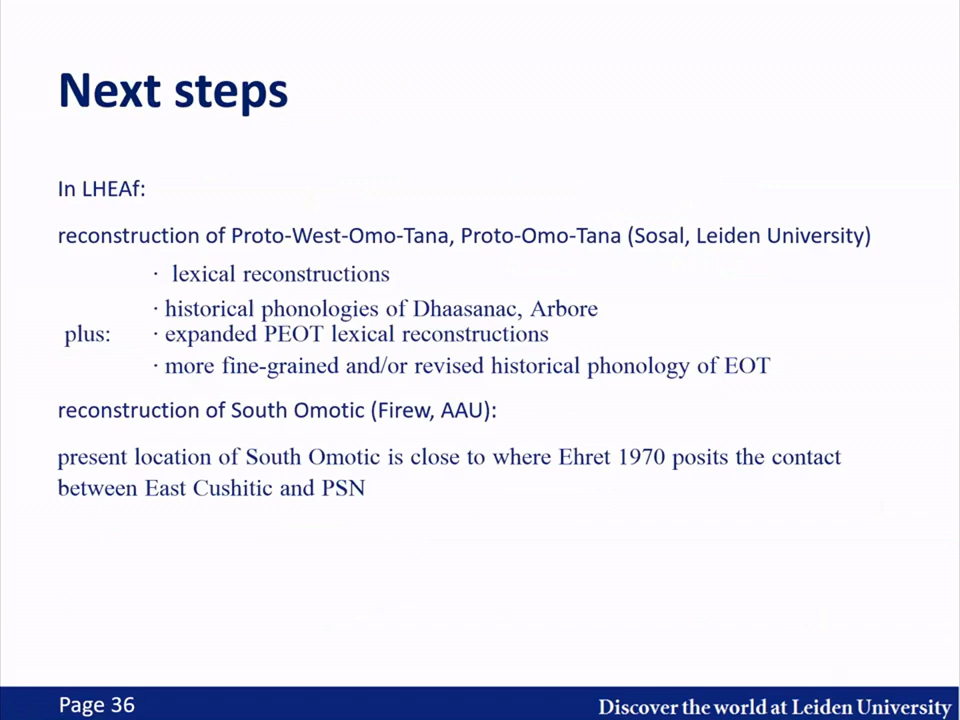 Next steps
In LHEAf:
reconstruction of Proto-West-Omo-Tana, Proto-Omo-Tana (Sosal, Leiden University)
· lexical reconstructions
· historical phonologies of Dhaasanac, Arbore
plus: · expanded PEOT lexical reconstructions
· more fine-grained and/or revised historical phonology of EOT
reconstruction of South Omotic (Firew, AAU):
present location of South Omotic is close to where Ehret 1970 posits the contact
between East Cushitic and PSN
Page 36
Discover the world at Leiden University